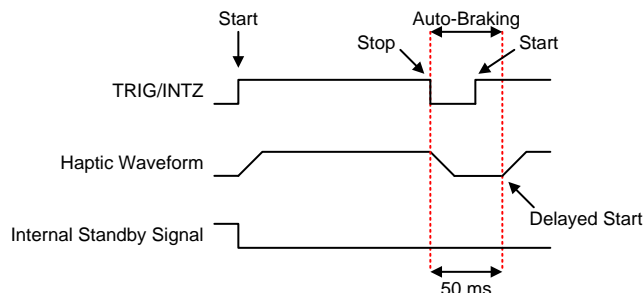 Start
Auto-Braking
Stop
Start
TRIG/INTZ
Haptic Waveform
Delayed Start
Internal Standby Signal
50 ms